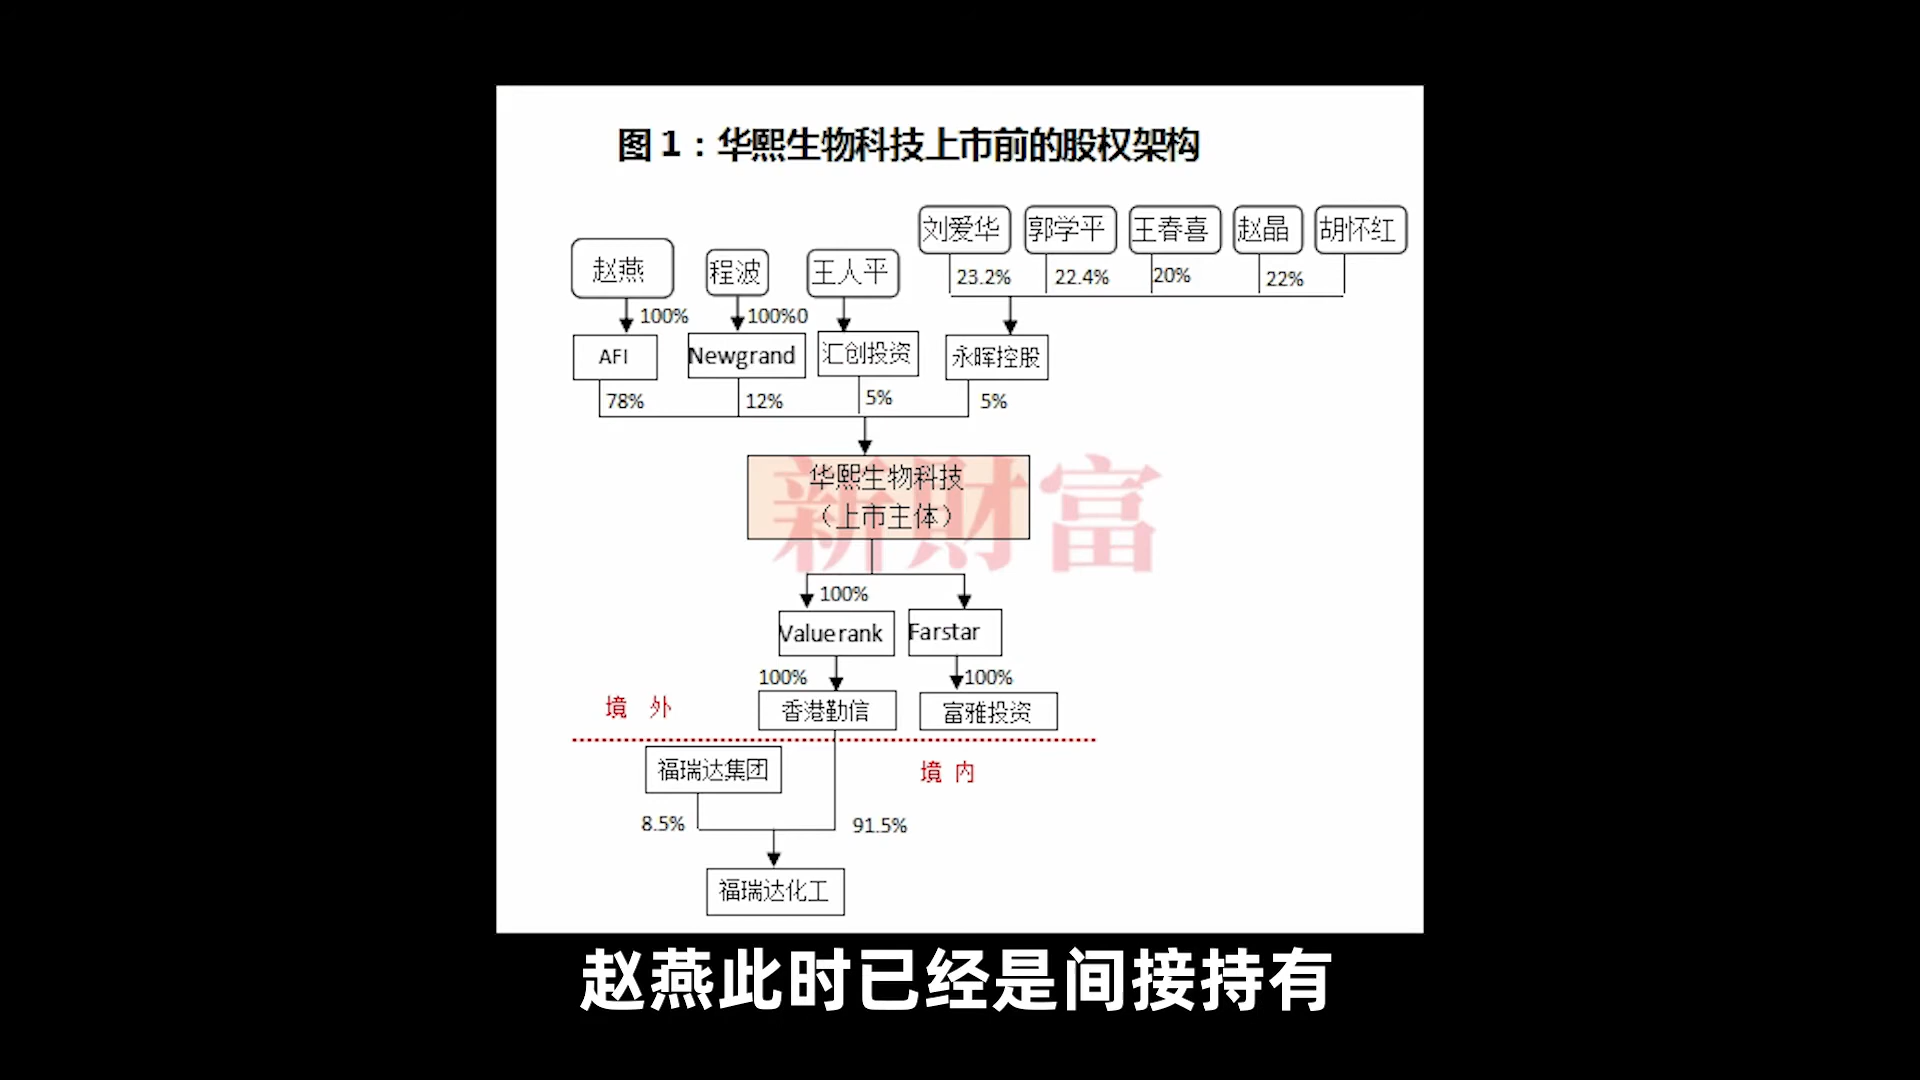 图1：华熙生物科技上市前的股权架构
刘爱华 郭学平 王春喜 赵晶 胡怀红
赵燕 程波 王人平
23.2% 22.4% 20% 22%
100% 100%0
AFI Newgrand 汇创投资 永晖控股
78% 12% 5% 5%
华熙生物科技
（上市主体）
新財富
100%
Valuerank Farstar
100% 100%
香港勤信 富雅投资
境 外
福瑞达集团 境 内
8.5% 91.5%
福瑞达化工
赵燕此时已经是间接持有